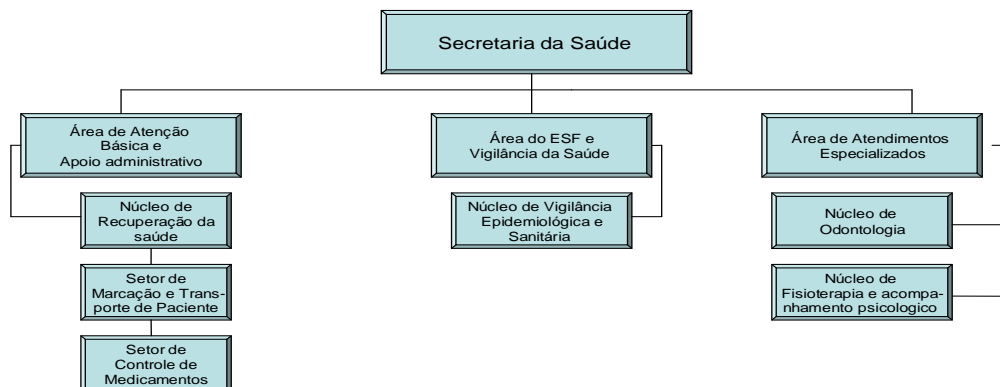 Secretaria da Saúde
Área de Atenção
Básica e
Apoio administrativo
Área do ESF e
Vigilância da Saúde
Área de Atendimentos
Especializados
Núcleo de
Recuperação da
saúde
Núcleo de Vigilância
Epidemiológica e
Sanitária
Núcleo de
Odontologia
Setor de
Marcação e Trans-
porte de Paciente
Núcleo de
Fisioterapia e acompa-
nhamento psicologico
Setor de
Controle de
Medicamentos